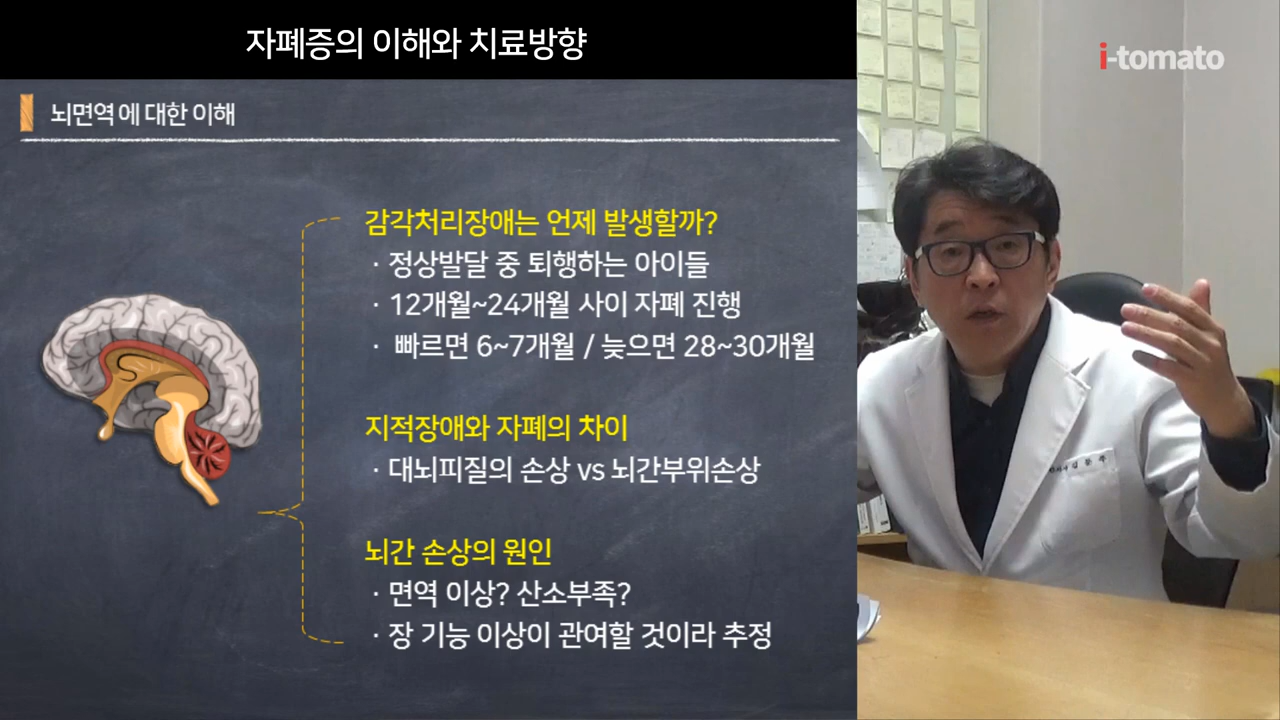 자폐증의 이해와 치료방향
i-tomato
뇌면역에 대한 이해
감각처리장애는 언제 발생할까?
· 정상발달 중 퇴행하는 아이들
· 12개월~24개월 사이 자폐 진행
· 빠르면 6~7개월 / 늦으면 28~30개월
지적장애와 자폐의 차이
· 대뇌피질의 손상 vs 뇌간부위손상
뇌간 손상의 원인
· 면역 이상? 산소부족?
· 장 기능 이상이 관여할 것이라 추정